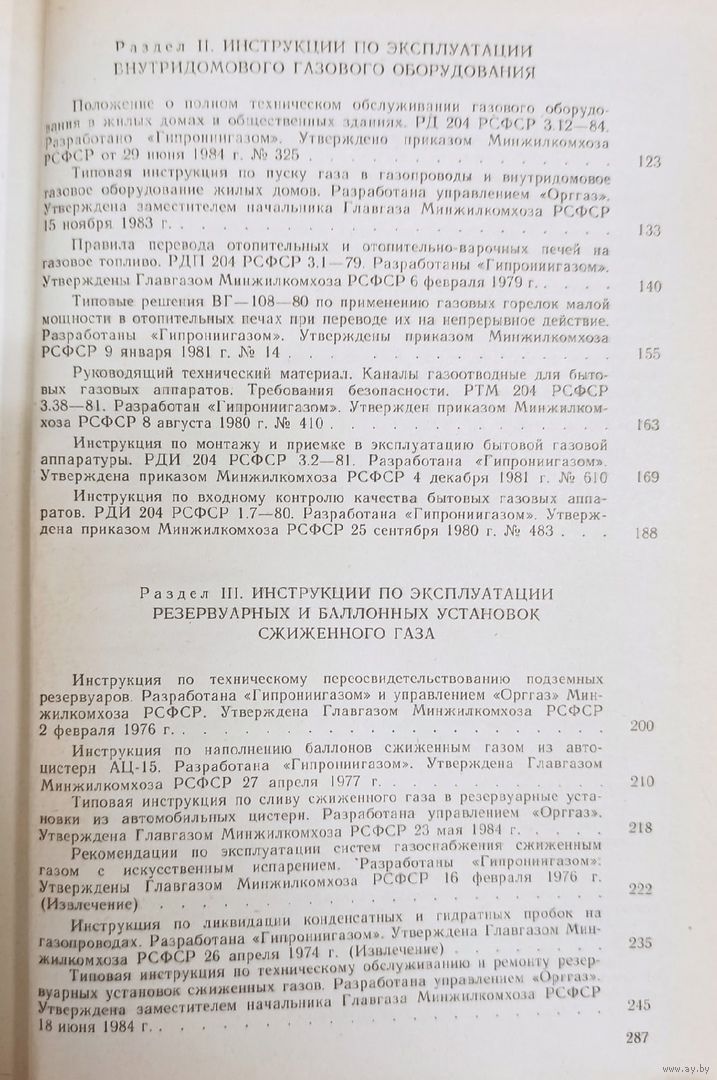 Раздел II. ИНСТРУКЦИИ ПО ЭКСПЛУАТАЦИИ
ВНУТРИДОМОВОГО ГАЗОВОГО ОБОРУДОВАНИЯ
Положение о полном техническом обслуживании газового оборудо-
вания в жилых домах и общественных зданиях. РД 204 РСФСР 3.12—84.
Разработано «Гипрониигазом». Утверждено приказом Минжилкомхоза
РСФСР от 29 июня 1984 г. № 325 . . . . . . . . . . . . 123
Типовая инструкция по пуску газа в газопроводы и внутридомовое
газовое оборудование жилых домов. Разработана управлением «Орггаз».
Утверждена заместителем начальника Главгаза Минжилкомхоза РСФСР
15 ноября 1983 г. . . . . . . . . . . . . . . . . . 133
Правила перевода отопительных и отопительно-варочных печей на
газовое топливо. РДП 204 РСФСР 3.1—79. Разработаны «Гипрониигазом».
Утверждены Главгазом Минжилкомхоза РСФСР 6 февраля 1979 г. . . . . 140
Типовые решения ВГ—108—80 по применению газовых горелок малой
мощности в отопительных печах при переводе их на непрерывное действие.
Разработаны «Гипрониигазом». Утверждены приказом Минжилкомхоза
РСФСР 9 января 1981 г. № 14 . . . . . . . . . . . . . 155
Руководящий технический материал. Каналы газоотводные для быто-
вых газовых аппаратов. Требования безопасности. РТМ 204 РСФСР
3.38—81. Разработан «Гипрониигазом». Утвержден приказом Минжилком-
хоза РСФСР 8 августа 1980 г. № 410 . . . . . . . . . . . 163
Инструкция по монтажу и приемке в эксплуатацию бытовой газовой
аппаратуры. РДИ 204 РСФСР 3.2—81. Разработана «Гипрониигазом».
Утверждена приказом Минжилкомхоза РСФСР 4 декабря 1981 г. № 610 169
Инструкция по входному контролю качества бытовых газовых аппа-
ратов. РДИ 204 РСФСР 1.7—80. Разработана «Гипрониигазом». Утверж-
дена приказом Минжилкомхоза РСФСР 25 сентября 1980 г. № 483 . . . 188
Раздел III. ИНСТРУКЦИИ ПО ЭКСПЛУАТАЦИИ
РЕЗЕРВУАРНЫХ И БАЛЛОННЫХ УСТАНОВОК
СЖИЖЕННОГО ГАЗА
Инструкция по техническому переосвидетельствованию подземных
резервуаров. Разработана «Гипрониигазом» и управлением «Орггаз» Мин-
жилкомхоза РСФСР. Утверждена Главгазом Минжилкомхоза РСФСР
2 февраля 1976 г. . . . . . . . . . . . . . . . . . 200
Инструкция по наполнению баллонов сжиженным газом из авто-
цистерн АЦ-15. Разработана «Гипрониигазом». Утверждена Главгазом
Минжилкомхоза РСФСР 27 апреля 1977 г. . . . . . . . . . . 210
Типовая инструкция по сливу сжиженного газа в резервуарные уста-
новки из автомобильных цистерн. Разработана управлением «Орггаз».
Утверждена Главгазом Минжилкомхоза РСФСР 23 мая 1984 г. . . . . . 218
Рекомендации по эксплуатации систем газоснабжения сжиженным
газом с искусственным испарением. Разработаны «Гипрониигазом».
Утверждены Главгазом Минжилкомхоза РСФСР 16 февраля 1976 г.
(Извлечение) . . . . . . . . . . . . . . . . . . . 222
Инструкция по ликвидации конденсатных и гидратных пробок на
газопроводах. Разработана «Гипрониигазом». Утверждена Главгазом Мин-
жилкомхоза РСФСР 26 апреля 1974 г. (Извлечение) . . . . . . . 235
Типовая инструкция по техническому обслуживанию и ремонту резер-
вуарных установок сжиженных газов. Разработана управлением «Орггаз».
Утверждена заместителем начальника Главгаза Минжилкомхоза РСФСР
18 июня 1984 г. . . . . . . . . . . . . . . . . . . 245
287
www.ay.by